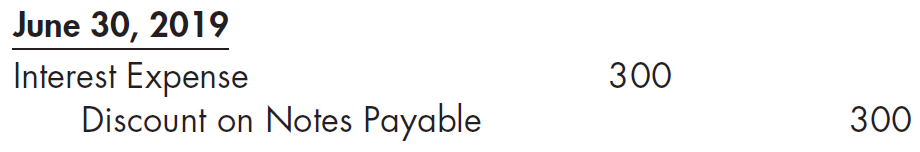 June 30, 2019
Interest Expense 300
Discount on Notes Payable 300